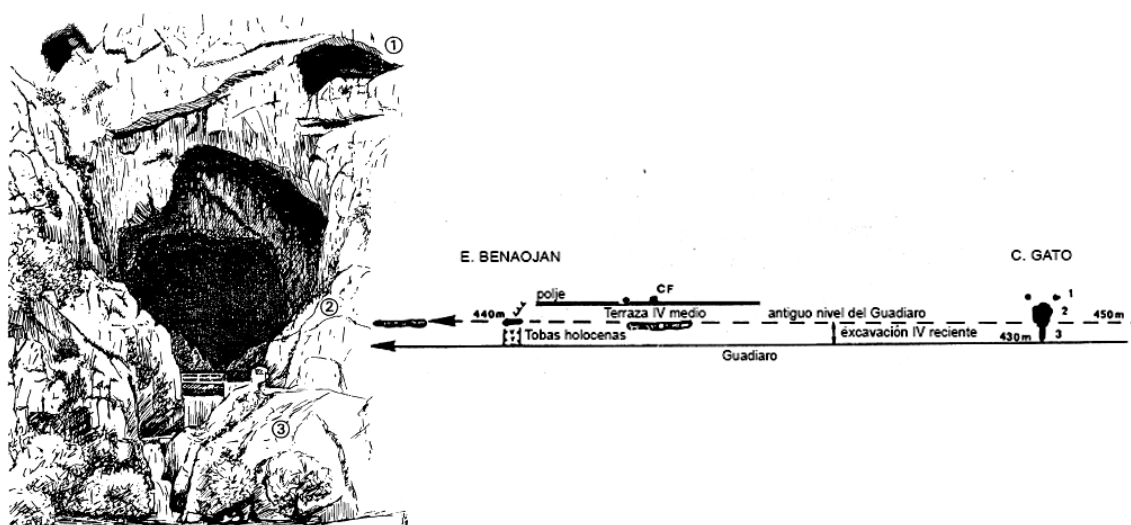 ①
②
③
E. BENAOJAN
C. GATO
CF
polje
1
440m
Terraza IV medio
antiguo nivel del Guadiaro
2
450m
Tobas holocenas
excavación IV reciente
430m
3
Guadiaro